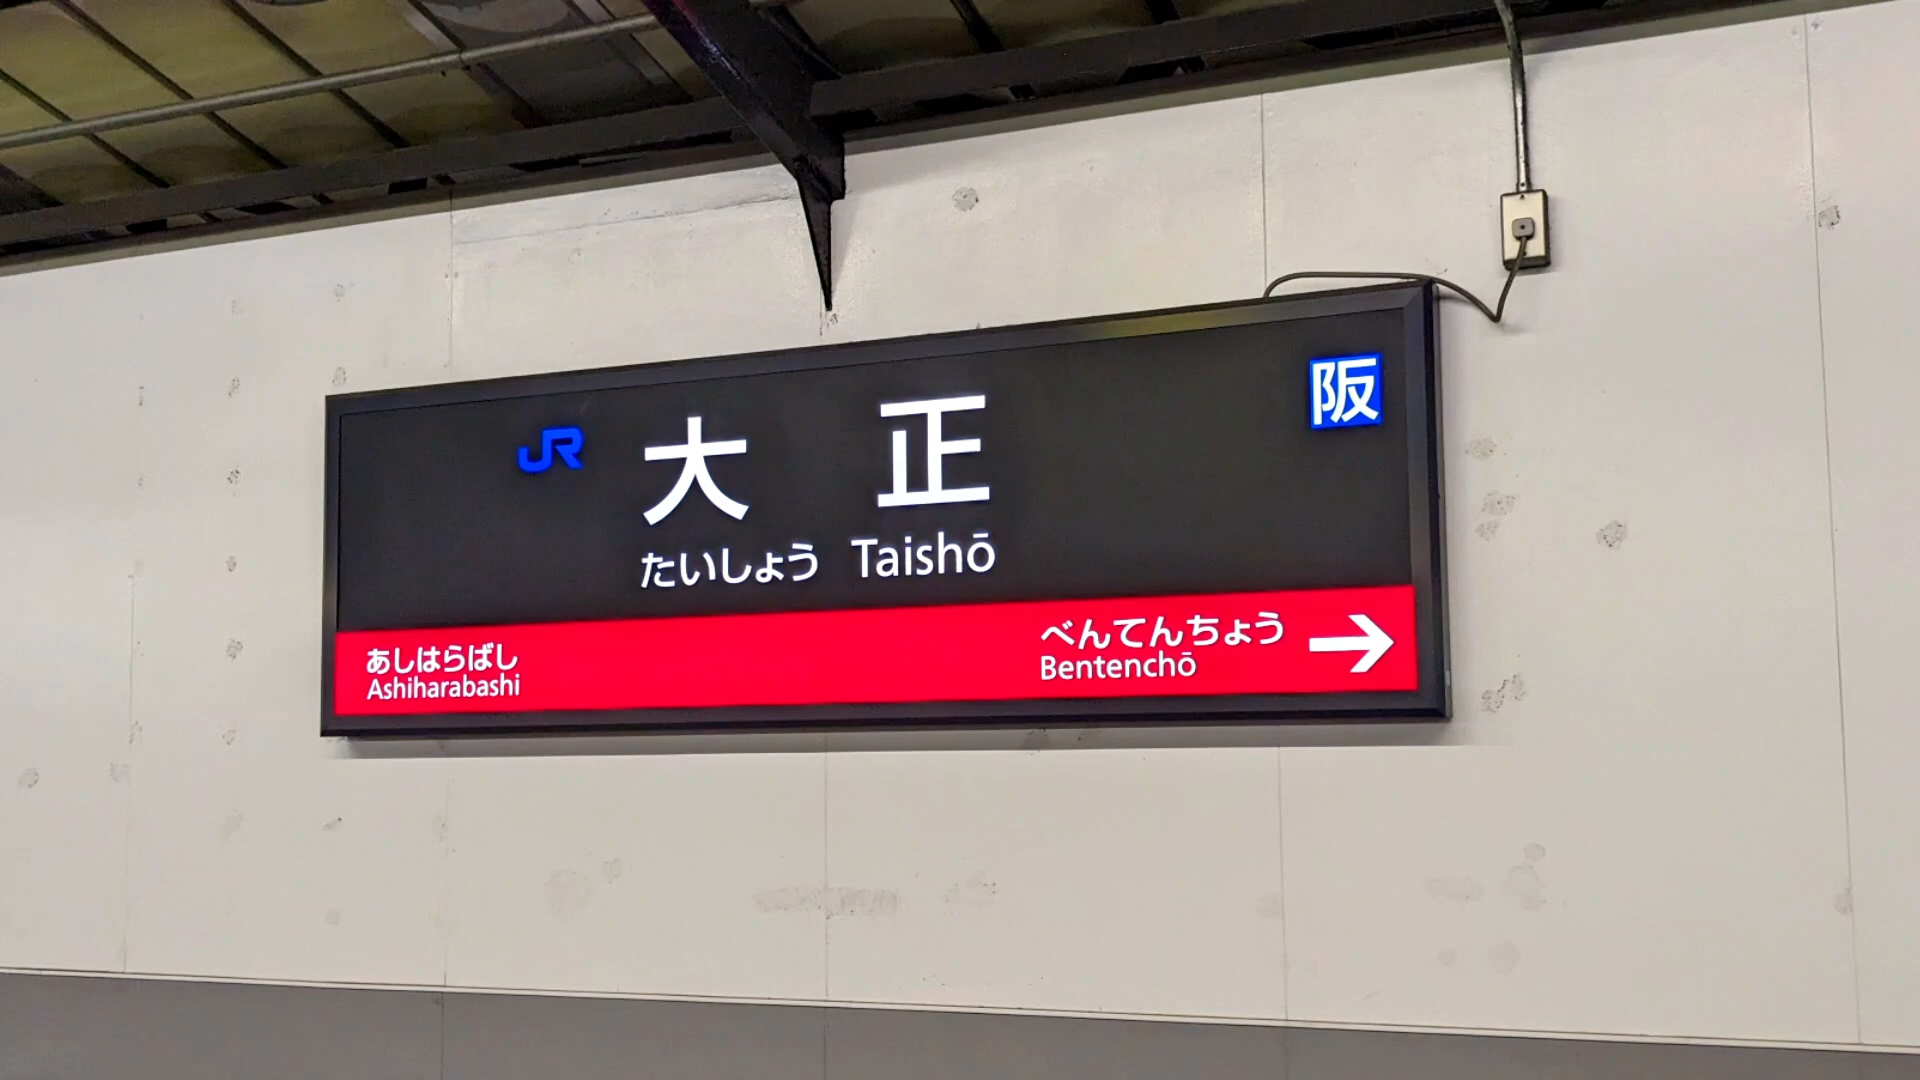 JR 大正 阪
たいしょう Taishō
あしはらばし
Ashiharabashi
べんてんちょう →
Bentenchō